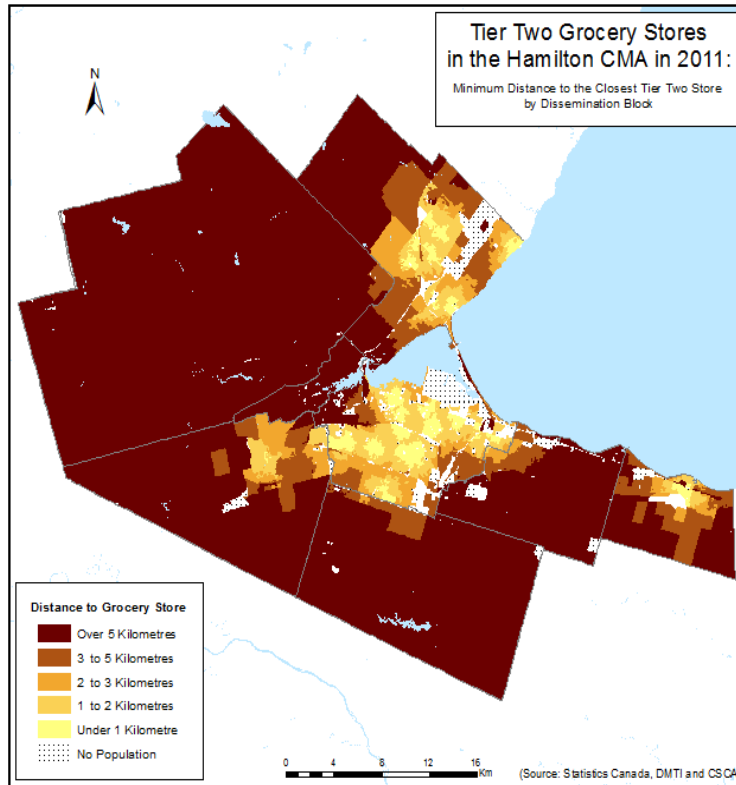 Tier Two Grocery Stores
in the Hamilton CMA in 2011:
Minimum Distance to the Closest Tier Two Store
by Dissemination Block
N
Distance to Grocery Store
Over 5 Kilometres
3 to 5 Kilometres
2 to 3 Kilometres
1 to 2 Kilometres
Under 1 Kilometre
No Population
0 2 4 8 12 16
Km
(Source: Statistics Canada, DMTI and CSCA